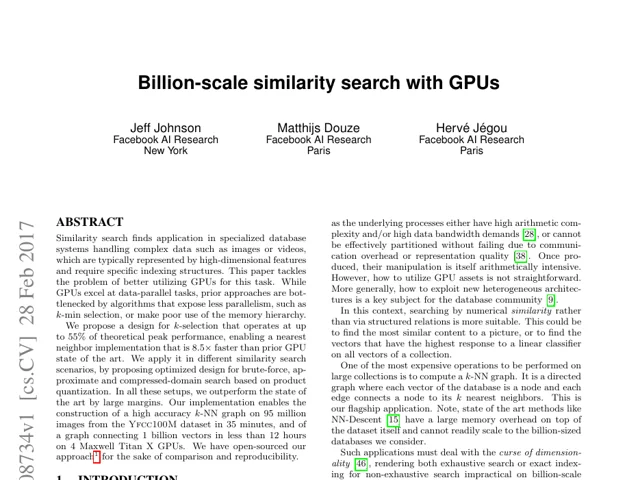 Billion-scale similarity search with GPUs
Jeff Johnson
Facebook AI Research
New York
Matthijs Douze
Facebook AI Research
Paris
Hervé Jégou
Facebook AI Research
Paris
08734v1 [cs.CV] 28 Feb 2017
ABSTRACT
Similarity search finds application in specialized database
systems handling complex data such as images or videos,
which are typically represented by high-dimensional features
and require specific indexing structures. This paper tackles
the problem of better utilizing GPUs for this task. While
GPUs excel at data-parallel tasks, prior approaches are bot-
tlenecked by algorithms that expose less parallelism, such as
k-min selection, or make poor use of the memory hierarchy.
We propose a design for k-selection that operates at up
to 55% of theoretical peak performance, enabling a nearest
neighbor implementation that is 8.5× faster than prior GPU
state of the art. We apply it in different similarity search
scenarios, by proposing optimized design for brute-force, ap-
proximate and compressed-domain search based on product
quantization. In all these setups, we outperform the state of
the art by large margins. Our implementation enables the
construction of a high accuracy k-NN graph on 95 million
images from the YFCC100M dataset in 35 minutes, and of
a graph connecting 1 billion vectors in less than 12 hours
on 4 Maxwell Titan X GPUs. We have open-sourced our
approach1 for the sake of comparison and reproducibility.
1. INTRODUCTION
as the underlying processes either have high arithmetic com-
plexity and/or high data bandwidth demands [28], or cannot
be effectively partitioned without failing due to communi-
cation overhead or representation quality [38]. Once pro-
duced, their manipulation is itself arithmetically intensive.
However, how to utilize GPU assets is not straightforward.
More generally, how to exploit new heterogeneous architec-
tures is a key subject for the database community [9].
In this context, searching by numerical similarity rather
than via structured relations is more suitable. This could be
to find the most similar content to a picture, or to find the
vectors that have the highest response to a linear classifier
on all vectors of a collection.
One of the most expensive operations to be performed on
large collections is to compute a k-NN graph. It is a directed
graph where each vector of the database is a node and each
edge connects a node to its k nearest neighbors. This is
our flagship application. Note, state of the art methods like
NN-Descent [15] have a large memory overhead on top of
the dataset itself and cannot readily scale to the billion-sized
databases we consider.
Such applications must deal with the curse of dimension-
ality [46], rendering both exhaustive search or exact index-
ing for non-exhaustive search impractical on billion-scale